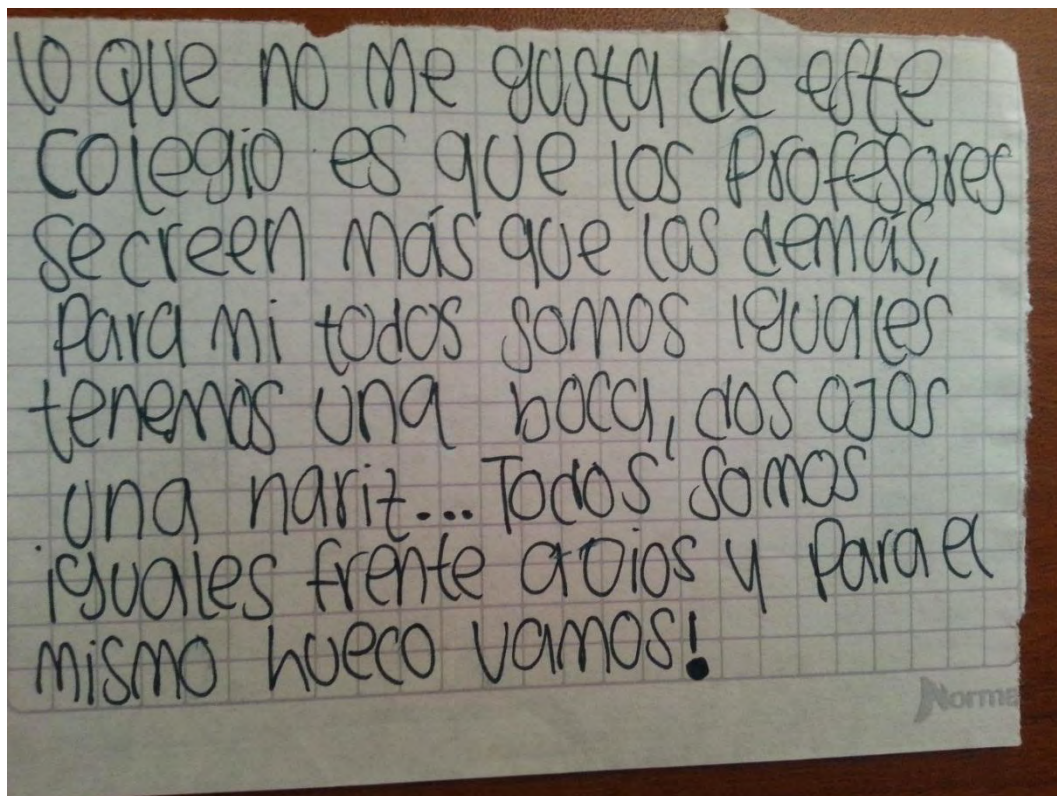 lo que no me gusta de este
colegio es que los profesores
se creen más que los demás,
para mi todos somos iguales
tenemos una boca, dos ojos
una nariz... Todos somos
iguales frente a Dios y para el
mismo hueco vamos!
Norma